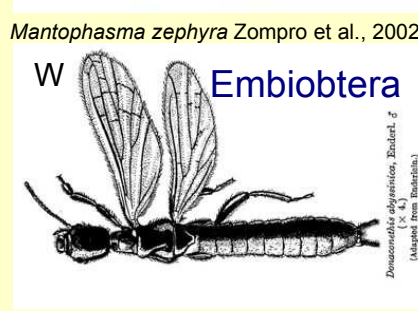 Mantophasma zephyra Zompro et al., 2002
W
Embiobtera
Donaconethis abyssinica, Enderl. ♂
(× 4.)
(Adapted from Enderlein.)